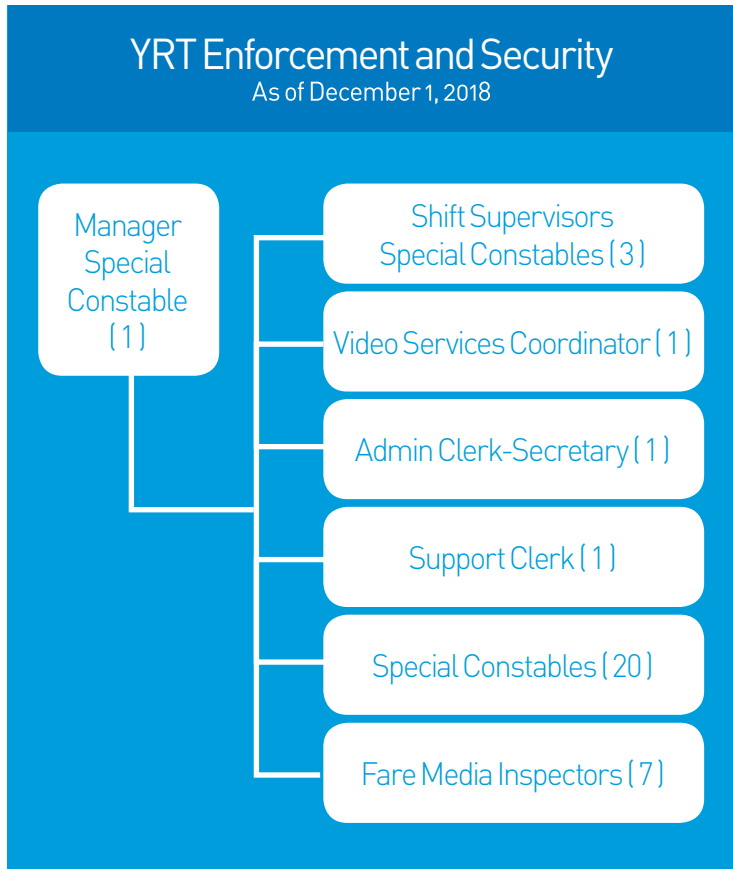 YRT Enforcement and Security
As of December 1, 2018
Manager
Special
Constable
(1)
Shift Supervisors
Special Constables (3)
Video Services Coordinator (1)
Admin Clerk-Secretary (1)
Support Clerk (1)
Special Constables (20)
Fare Media Inspectors (7)